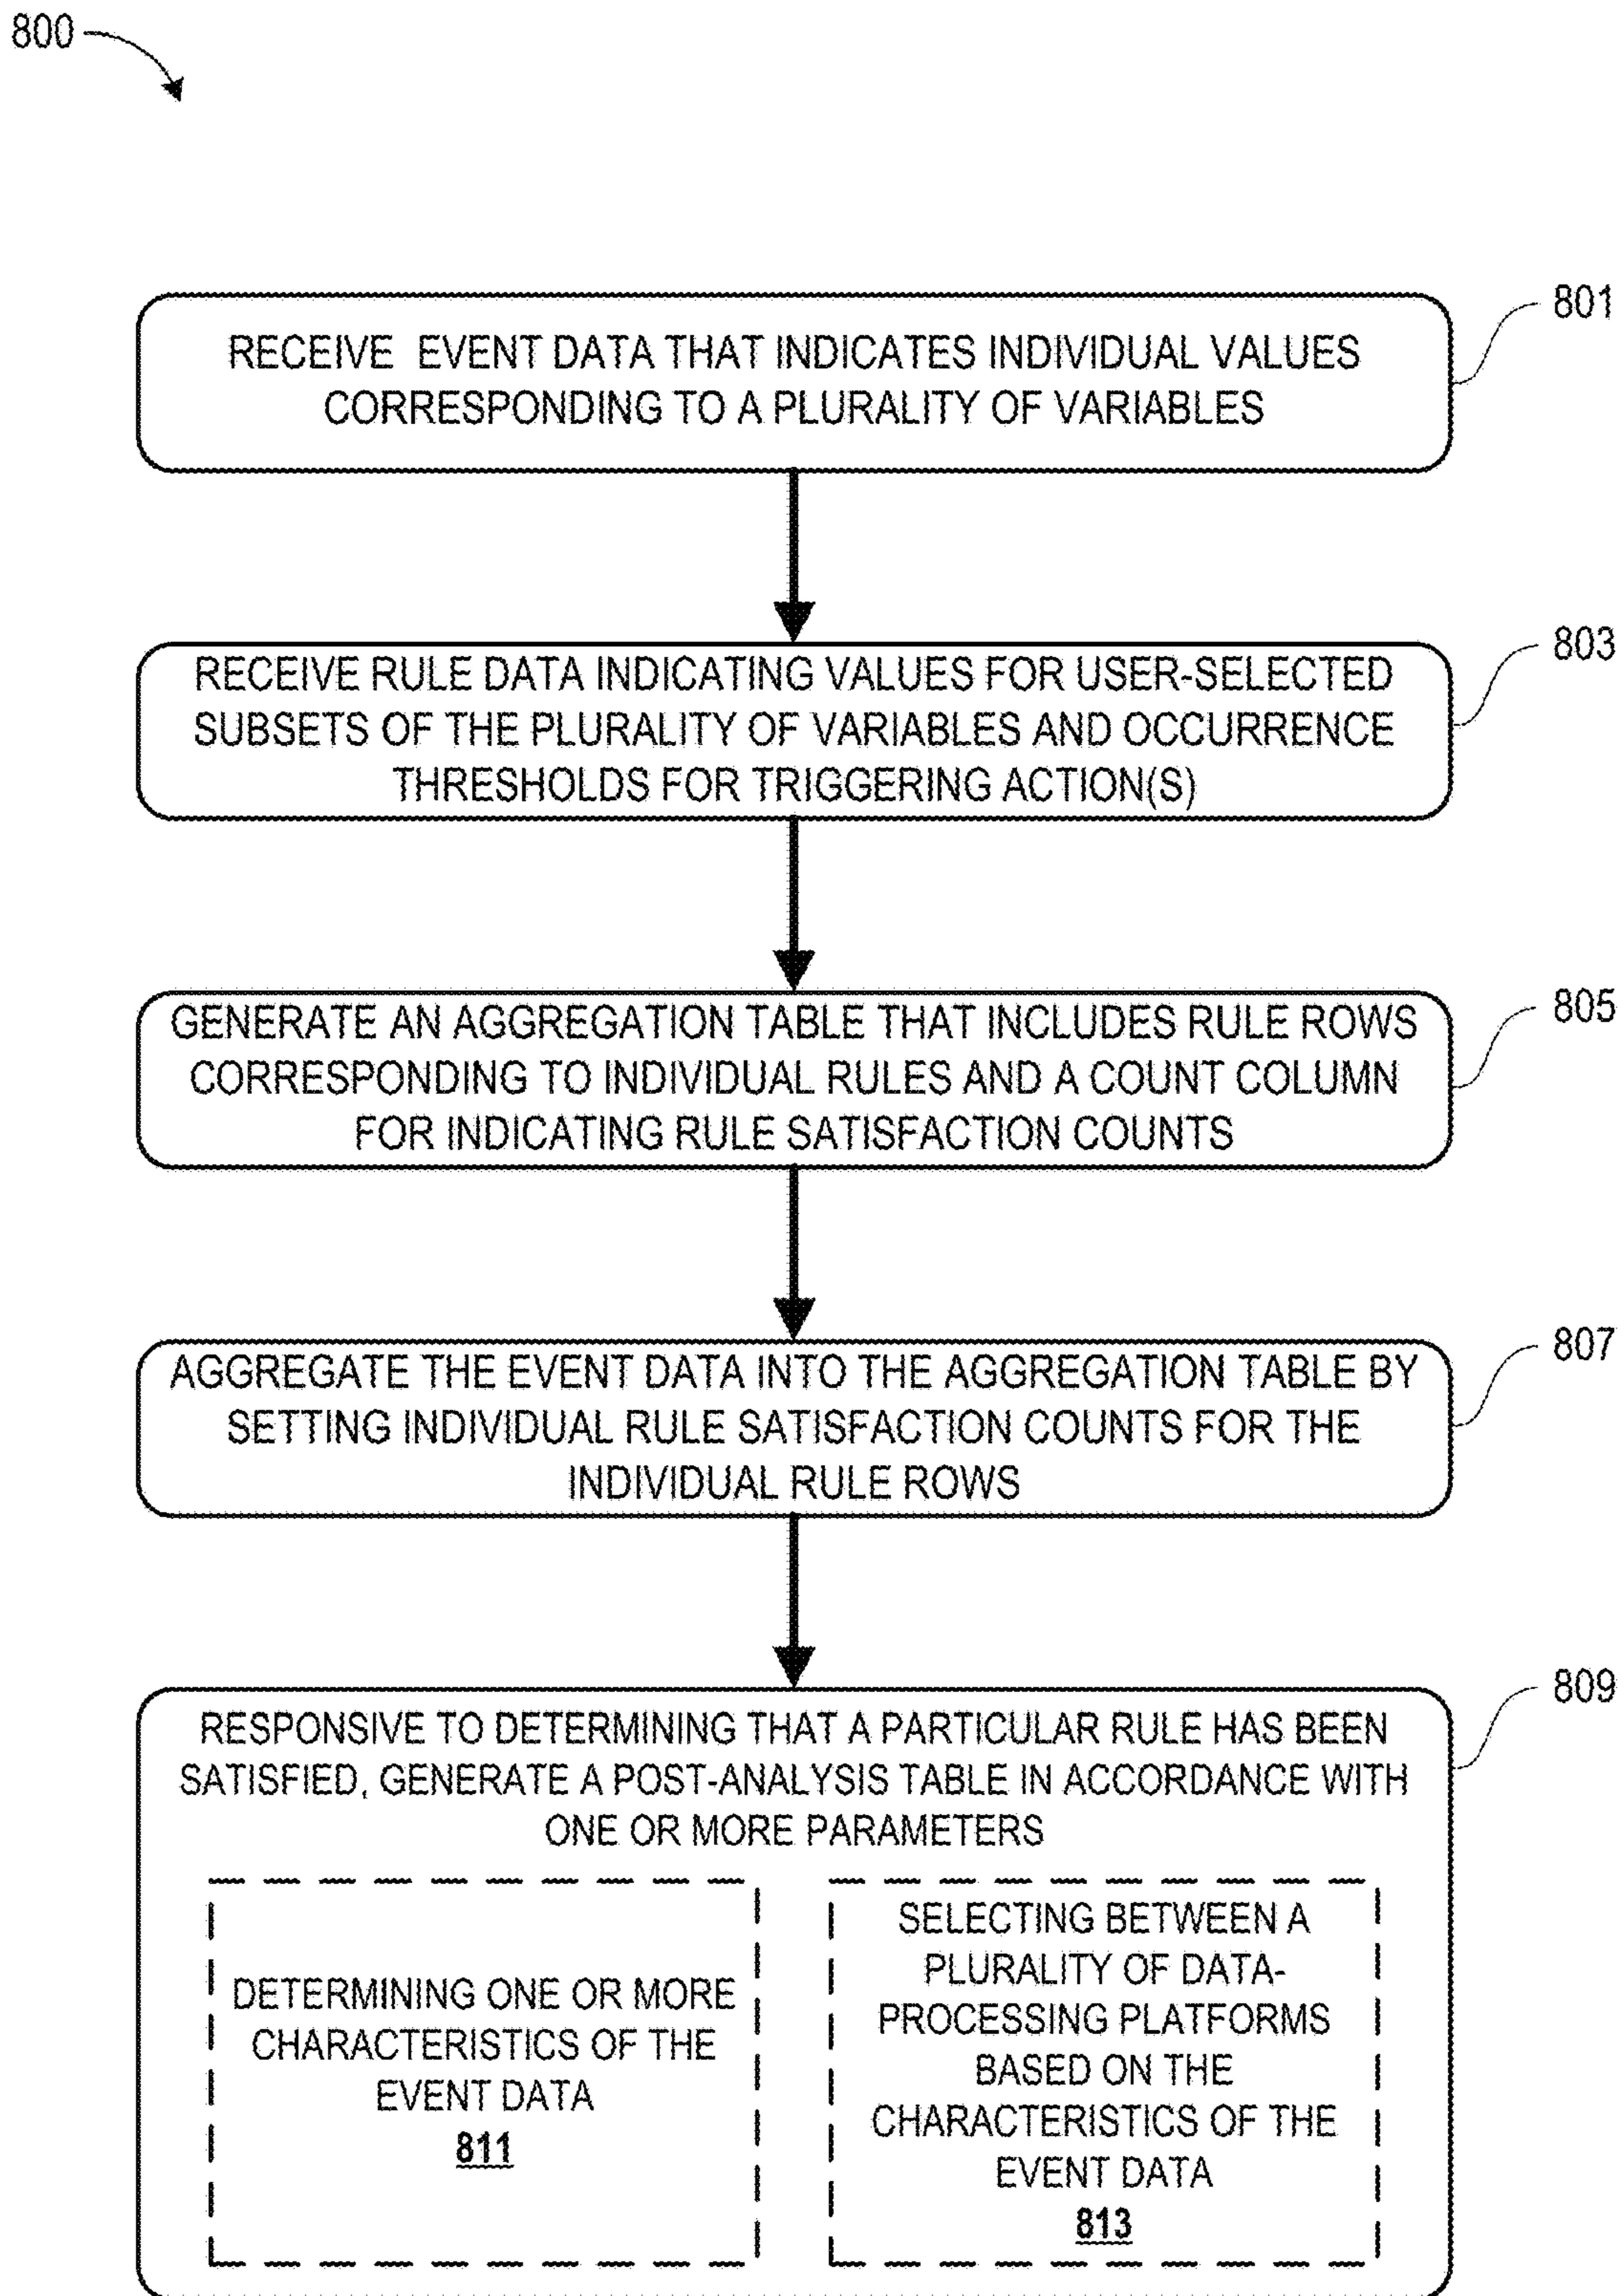 800
RECEIVE EVENT DATA THAT INDICATES INDIVIDUAL VALUES
CORRESPONDING TO A PLURALITY OF VARIABLES
801
RECEIVE RULE DATA INDICATING VALUES FOR USER-SELECTED
SUBSETS OF THE PLURALITY OF VARIABLES AND OCCURRENCE
THRESHOLDS FOR TRIGGERING ACTION(S)
803
GENERATE AN AGGREGATION TABLE THAT INCLUDES RULE ROWS
CORRESPONDING TO INDIVIDUAL RULES AND A COUNT COLUMN
FOR INDICATING RULE SATISFACTION COUNTS
805
AGGREGATE THE EVENT DATA INTO THE AGGREGATION TABLE BY
SETTING INDIVIDUAL RULE SATISFACTION COUNTS FOR THE
INDIVIDUAL RULE ROWS
807
RESPONSIVE TO DETERMINING THAT A PARTICULAR RULE HAS BEEN
SATISFIED, GENERATE A POST-ANALYSIS TABLE IN ACCORDANCE WITH
ONE OR MORE PARAMETERS
809
DETERMINING ONE OR MORE
CHARACTERISTICS OF THE
EVENT DATA
811
SELECTING BETWEEN A
PLURALITY OF DATA-
PROCESSING PLATFORMS
BASED ON THE
CHARACTERISTICS OF THE
EVENT DATA
813